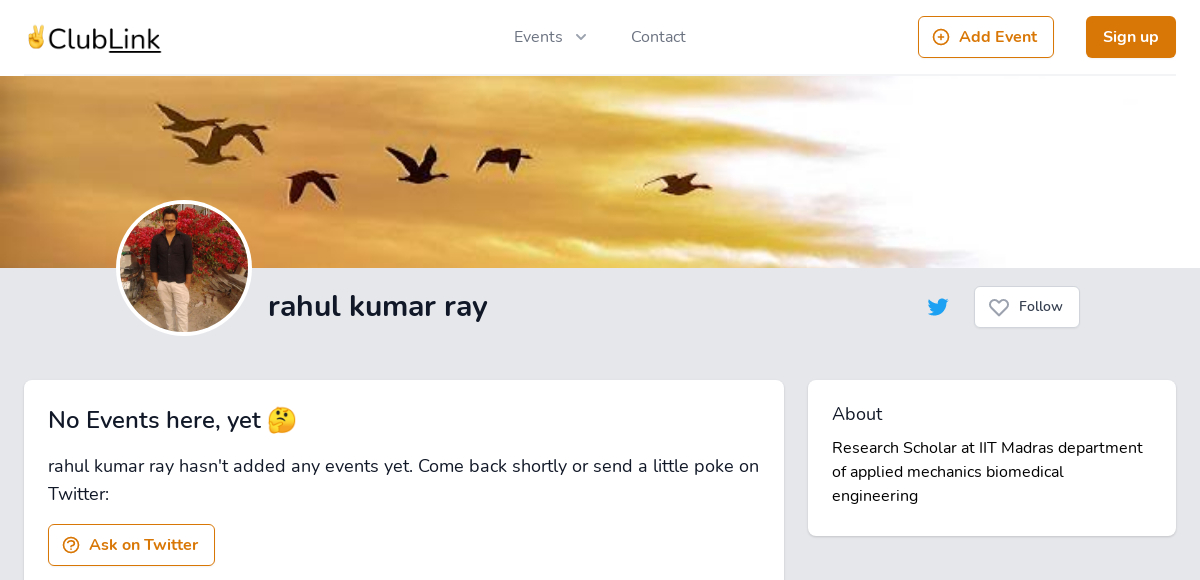 ✌️ClubLink
Events
Contact
Add Event
Sign up
rahul kumar ray
Follow
No Events here, yet 🤔
rahul kumar ray hasn't added any events yet. Come back shortly or send a little poke on
Twitter:
Ask on Twitter
About
Research Scholar at IIT Madras department
of applied mechanics biomedical
engineering